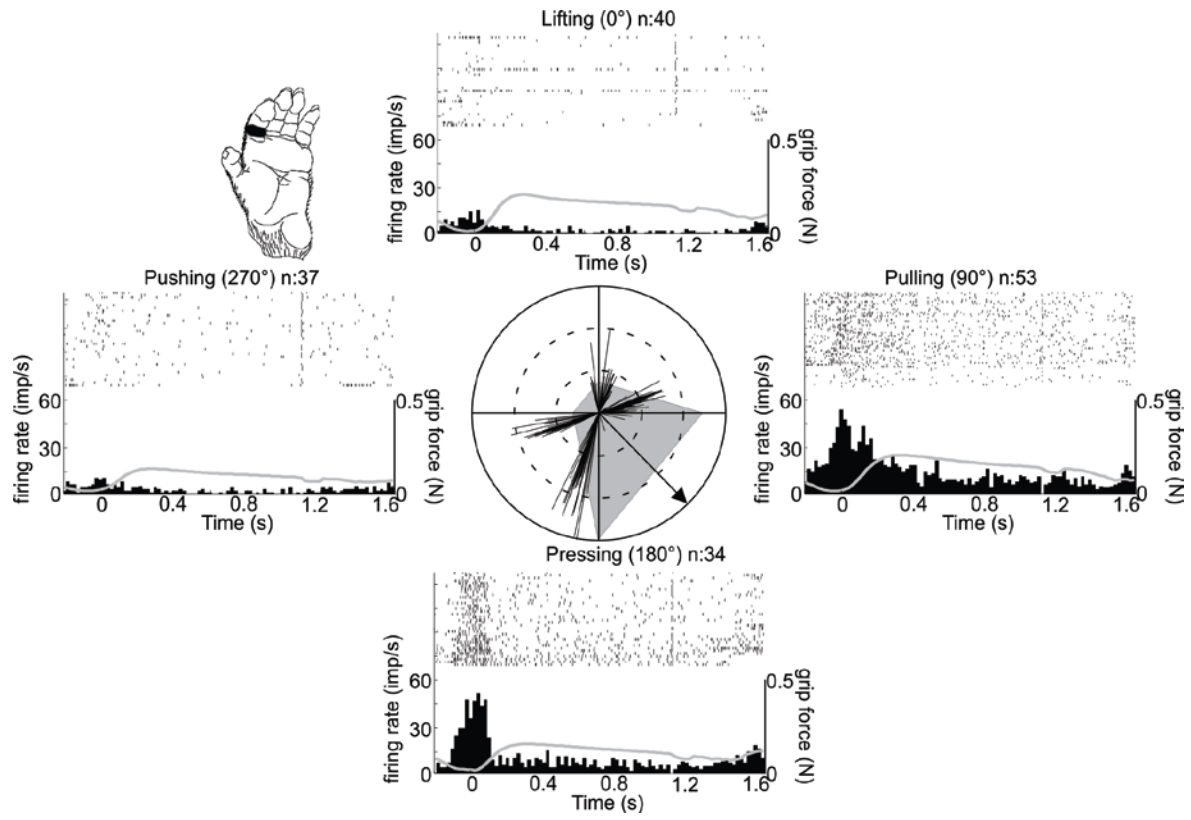 Lifting (0°) n:40
firing rate (imp/s)
60
30
0
0.5
0
grip force (N)
0 0.4 0.8 1.2 1.6
Time (s)
Pushing (270°) n:37
firing rate (imp/s)
60
30
0
0.5
0
grip force (N)
0 0.4 0.8 1.2 1.6
Time (s)
Pulling (90°) n:53
firing rate (imp/s)
60
30
0
0.5
0
grip force (N)
0 0.4 0.8 1.2 1.6
Time (s)
Pressing (180°) n:34
firing rate (imp/s)
60
30
0
0.5
0
grip force (N)
0 0.4 0.8 1.2 1.6
Time (s)